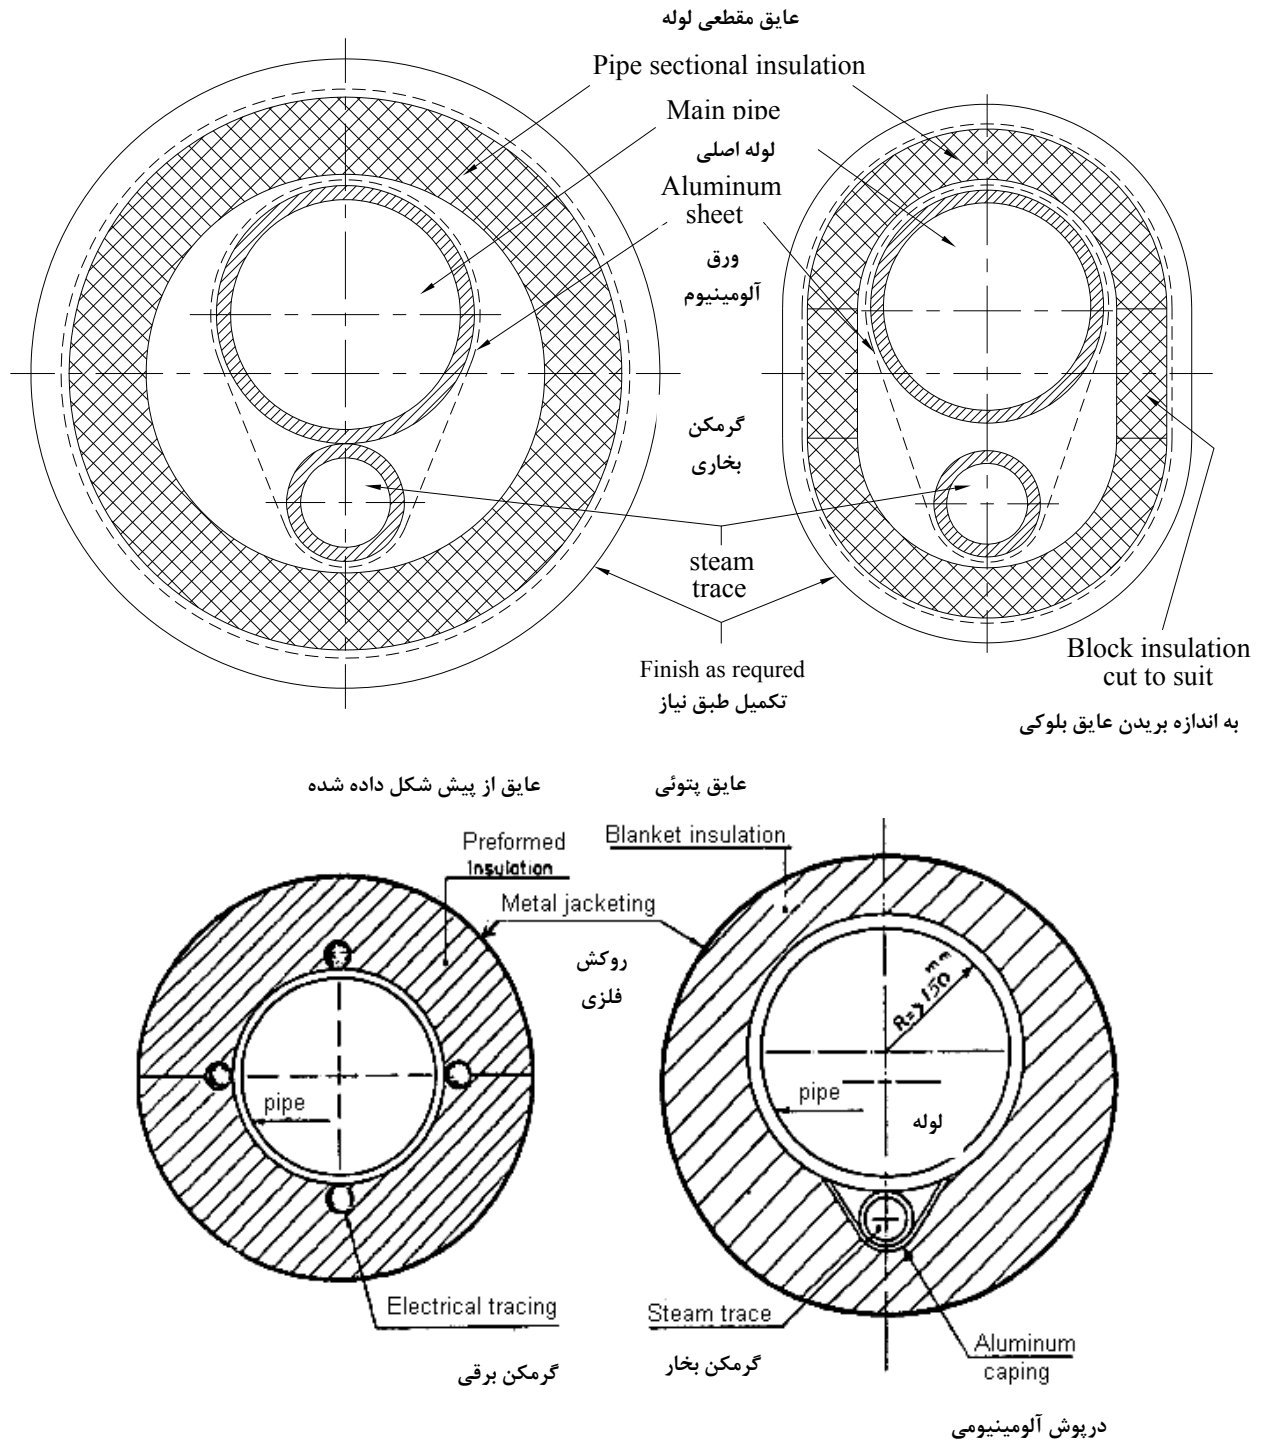 عایق مقطعی لوله
Pipe sectional insulation
Main pipe
لوله اصلی
Aluminum
sheet
ورق
آلومینیوم
گرمکن
بخاری
steam
trace
Finish as requred
تکمیل طبق نیاز
Block insulation
cut to suit
به اندازه بریدن عایق بلوکی
عایق از پیش شکل داده شده
عایق پتوئی
Preformed
Insulation
Blanket insulation
Metal jacketing
روکش
فلزی
R=>150 mm
pipe
pipe
لوله
Electrical tracing
گرمکن برقی
Steam trace
گرمکن بخار
Aluminum
caping
درپوش آلومینیومی